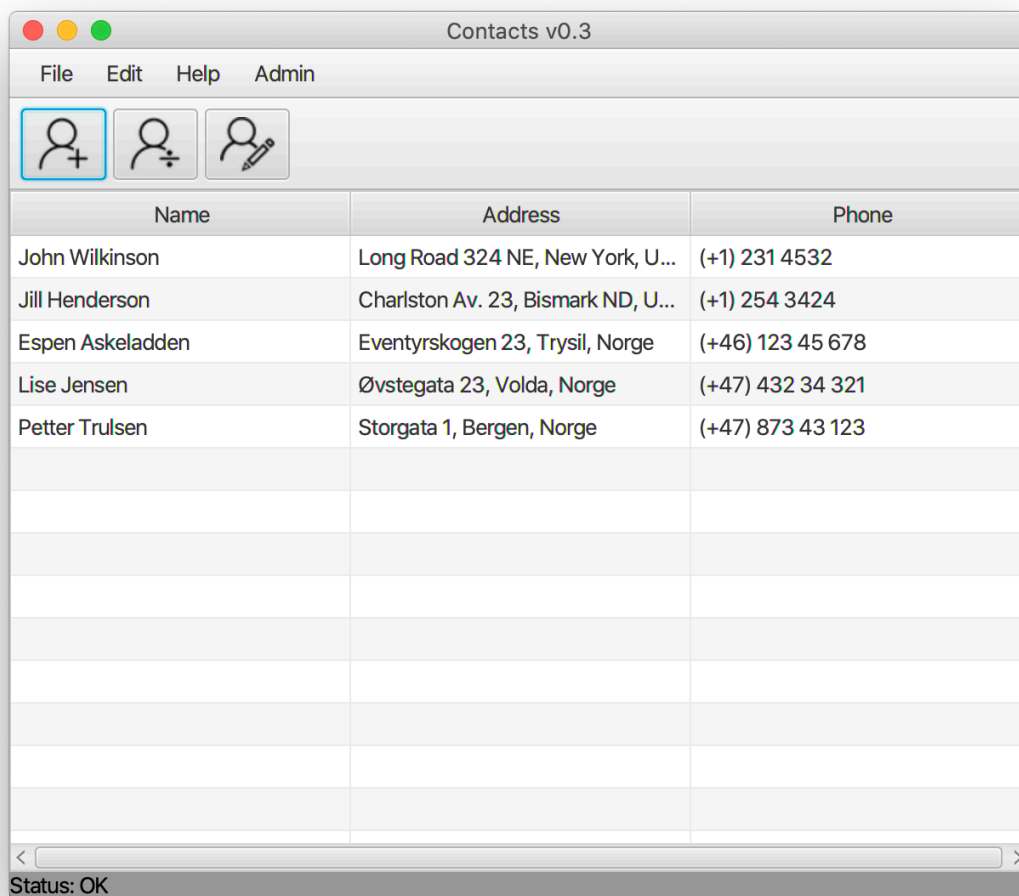 Contacts v0.3
File Edit Help Admin
Name Address Phone
John Wilkinson Long Road 324 NE, New York, U... (+1) 231 4532
Jill Henderson Charlston Av. 23, Bismark ND, U... (+1) 254 3424
Espen Askeladden Eventyrskogen 23, Trysil, Norge (+46) 123 45 678
Lise Jensen Øvstegata 23, Volda, Norge (+47) 432 34 321
Petter Trulsen Storgata 1, Bergen, Norge (+47) 873 43 123
Status: OK